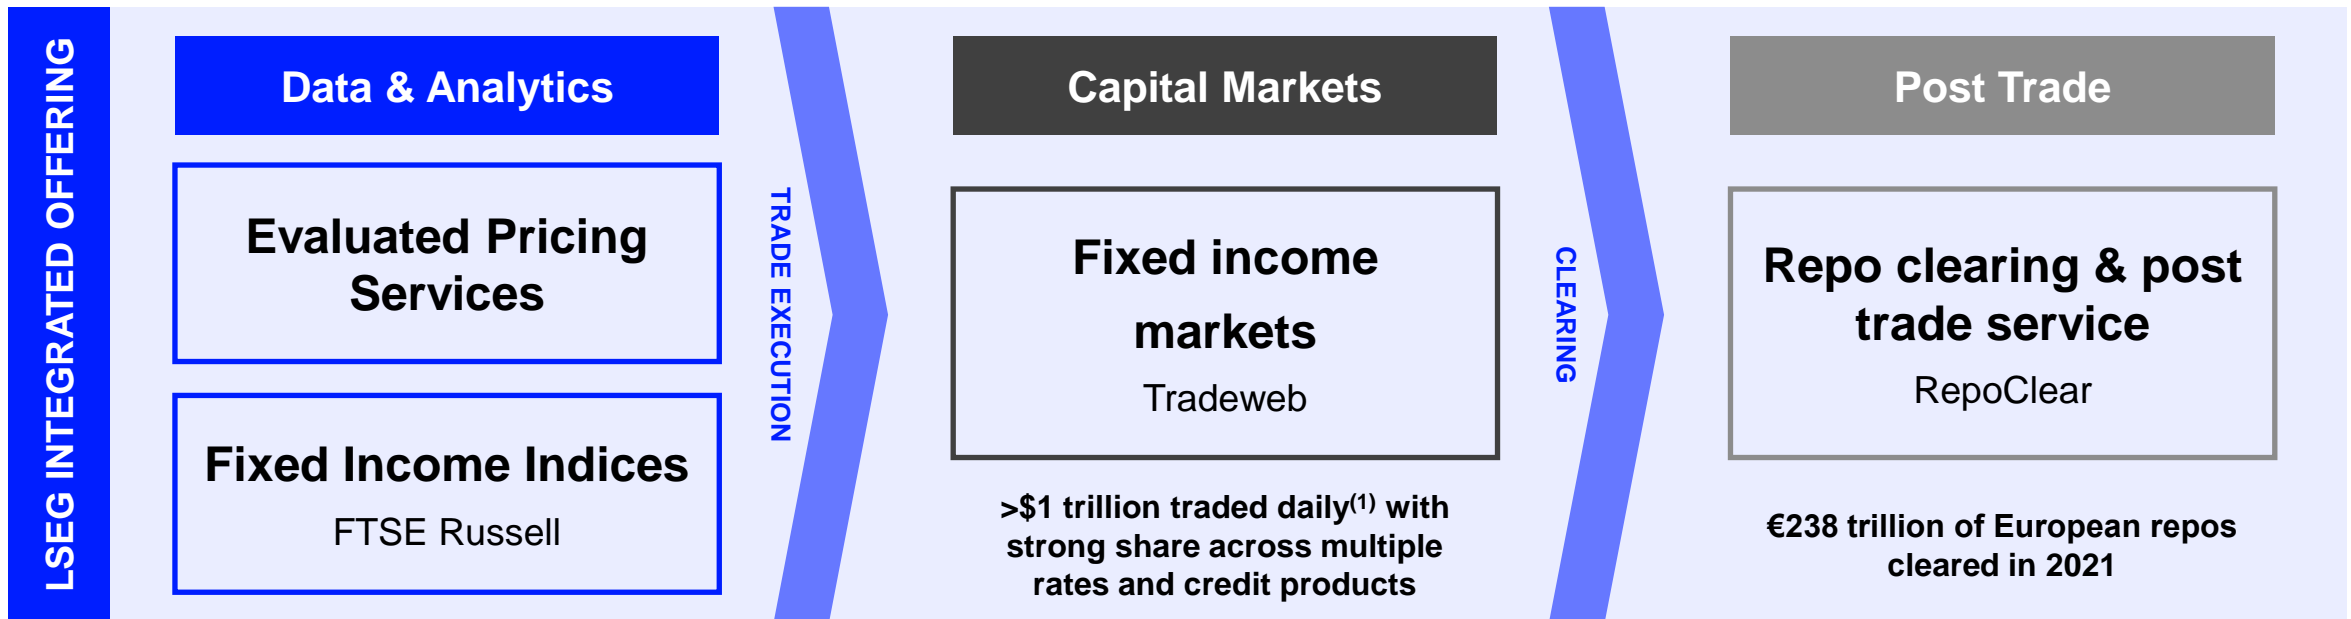 LSEG INTEGRATED OFFERING
Data & Analytics
Evaluated Pricing
Services
Fixed Income Indices
FTSE Russell
TRADE EXECUTION
Capital Markets
Fixed income
markets
Tradeweb
>$1 trillion traded daily(1) with
strong share across multiple
rates and credit products
CLEARING
Post Trade
Repo clearing & post
trade service
RepoClear
€238 trillion of European repos
cleared in 2021